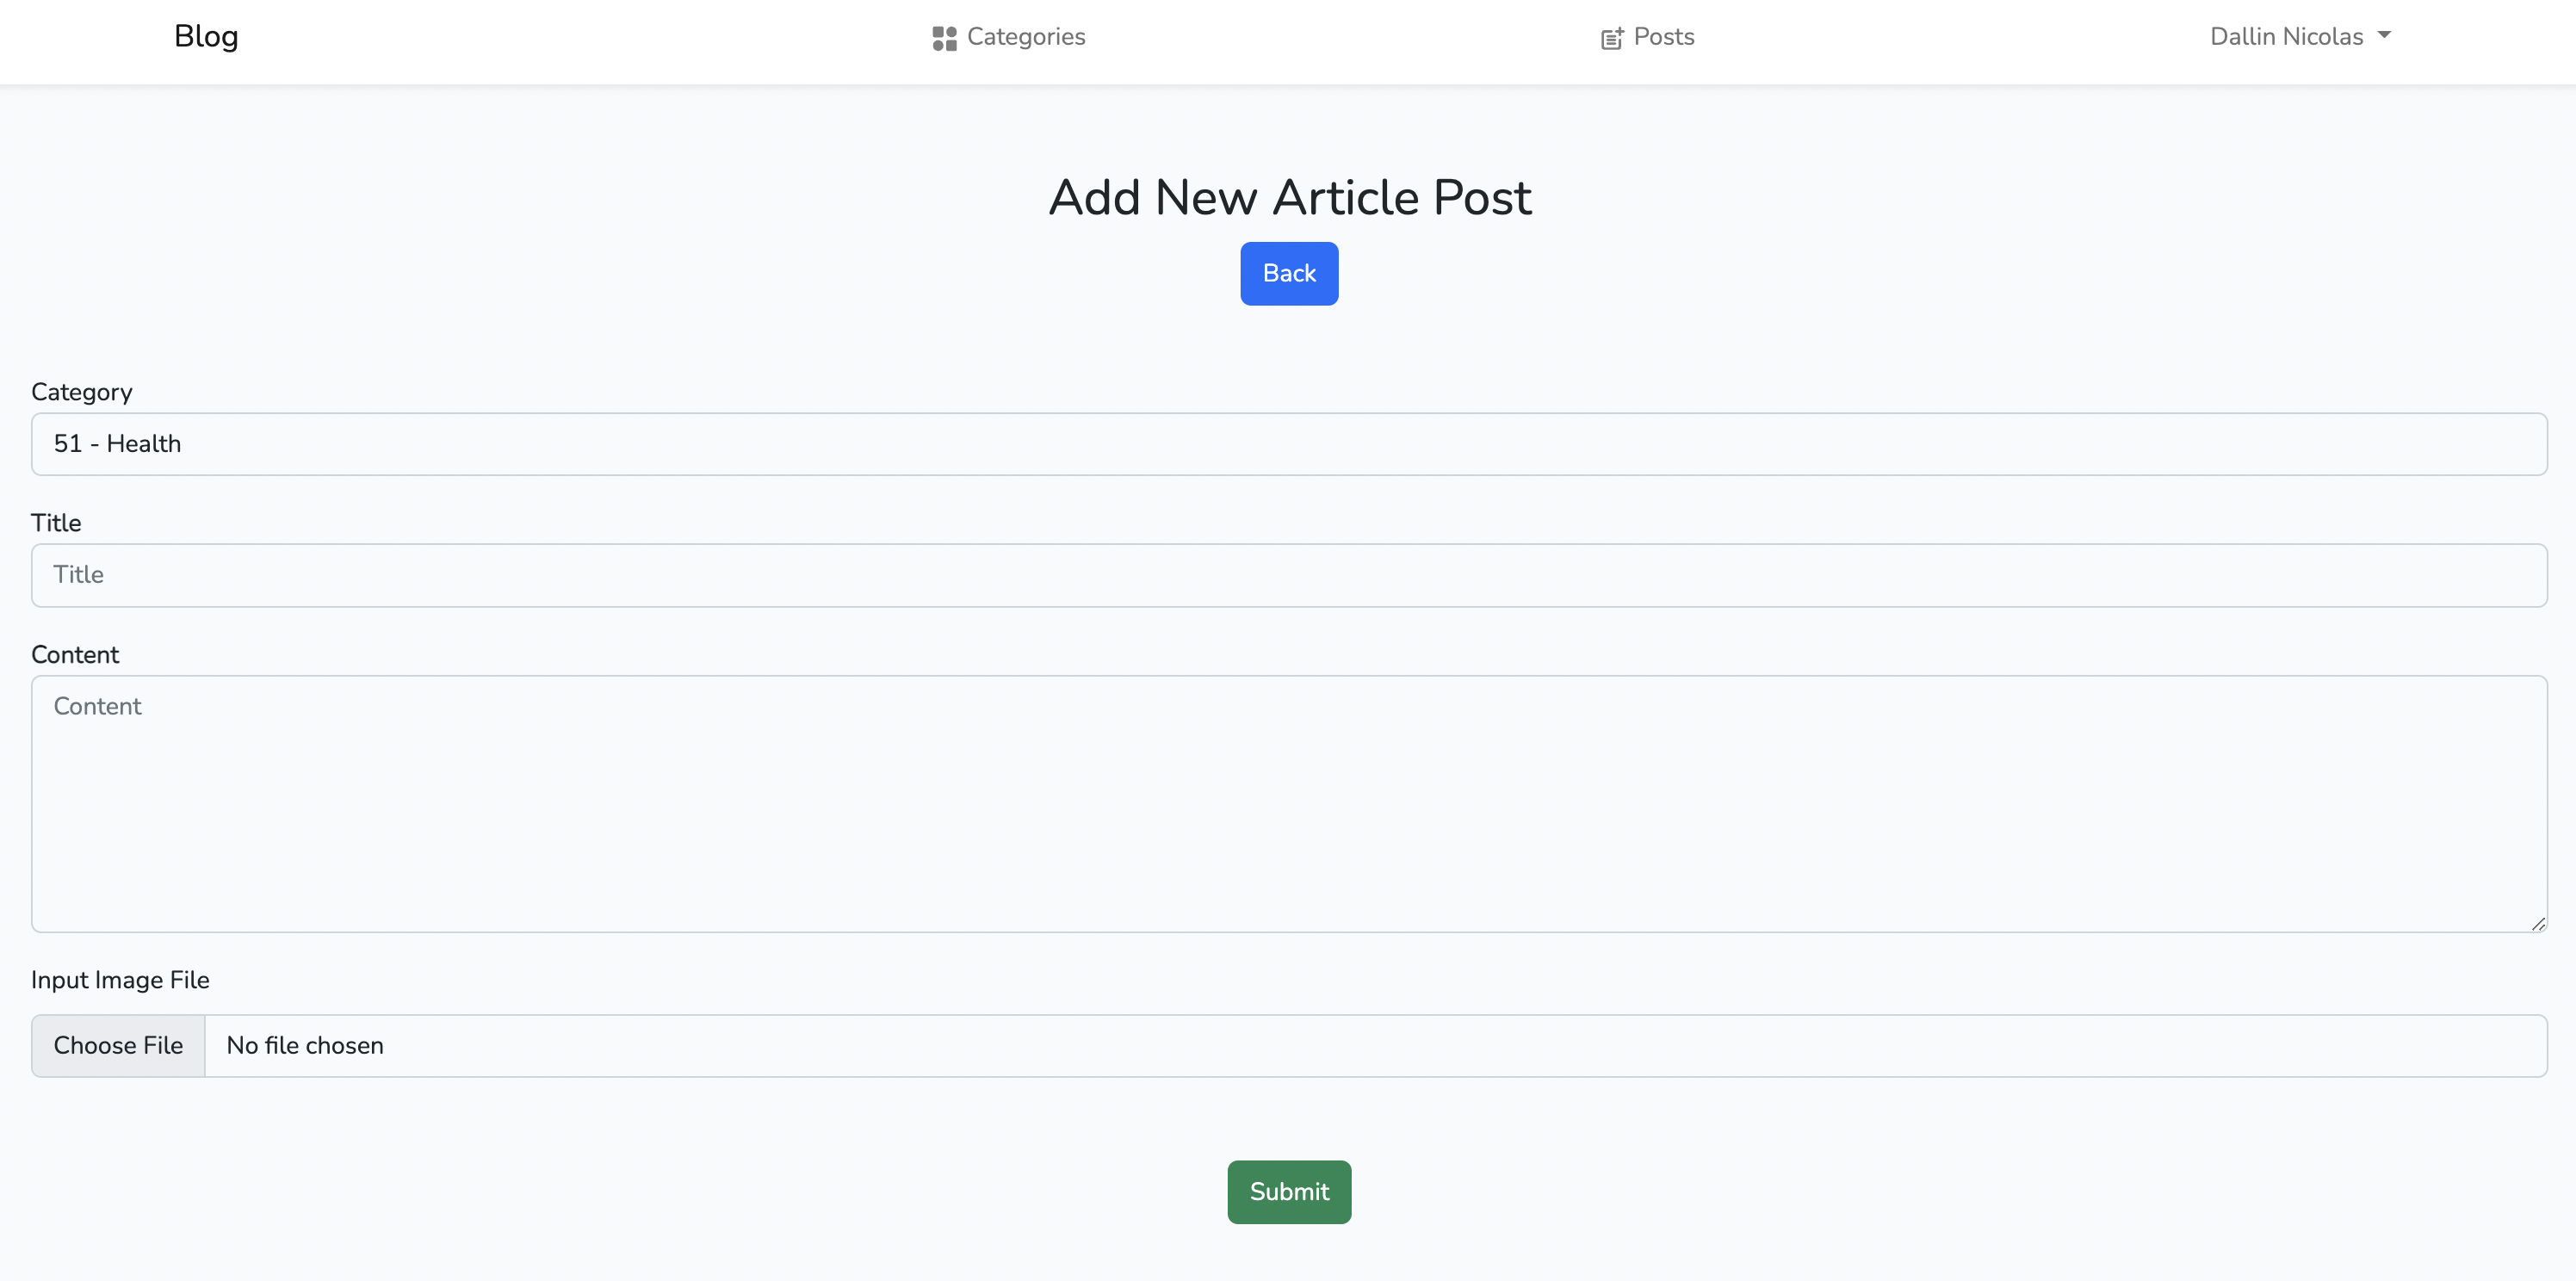 Blog
Categories
Posts
Dallin Nicolas
Add New Article Post
Back
Category
51 - Health
Title
Title
Content
Content
Input Image File
Choose File
No file chosen
Submit